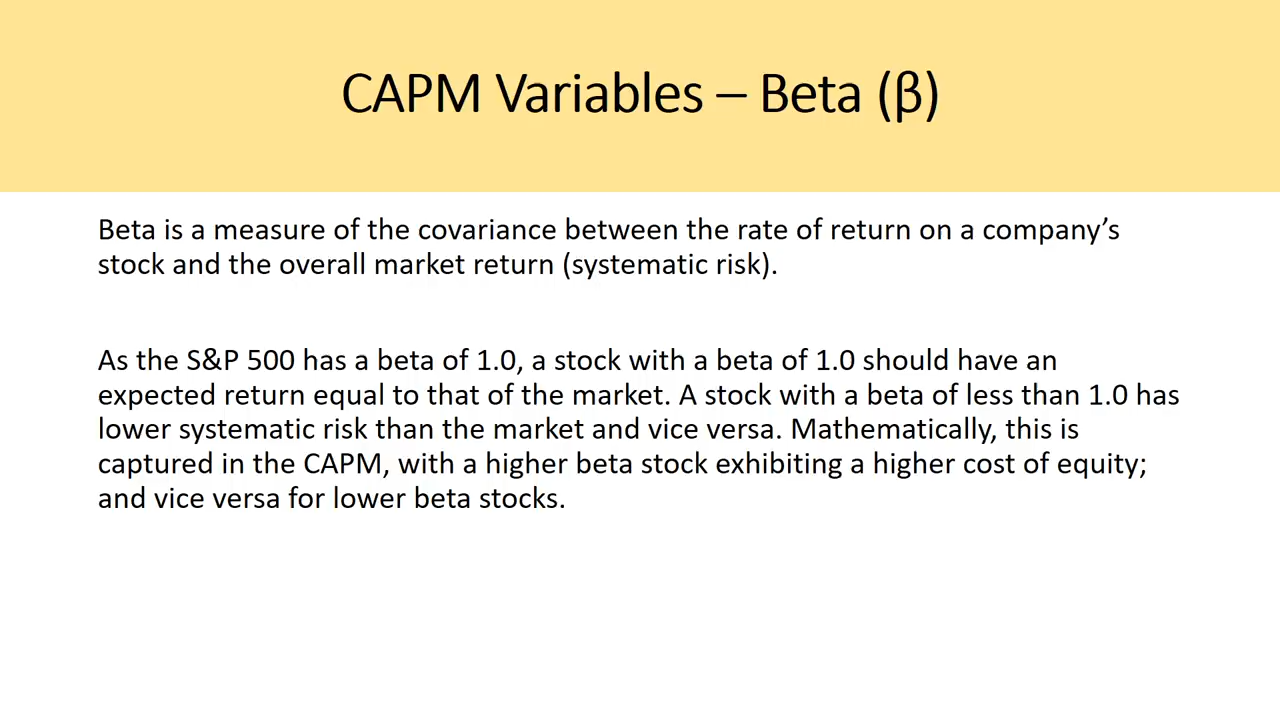 CAPM Variables – Beta (β)
Beta is a measure of the covariance between the rate of return on a company’s
stock and the overall market return (systematic risk).
As the S&P 500 has a beta of 1.0, a stock with a beta of 1.0 should have an
expected return equal to that of the market. A stock with a beta of less than 1.0 has
lower systematic risk than the market and vice versa. Mathematically, this is
captured in the CAPM, with a higher beta stock exhibiting a higher cost of equity;
and vice versa for lower beta stocks.